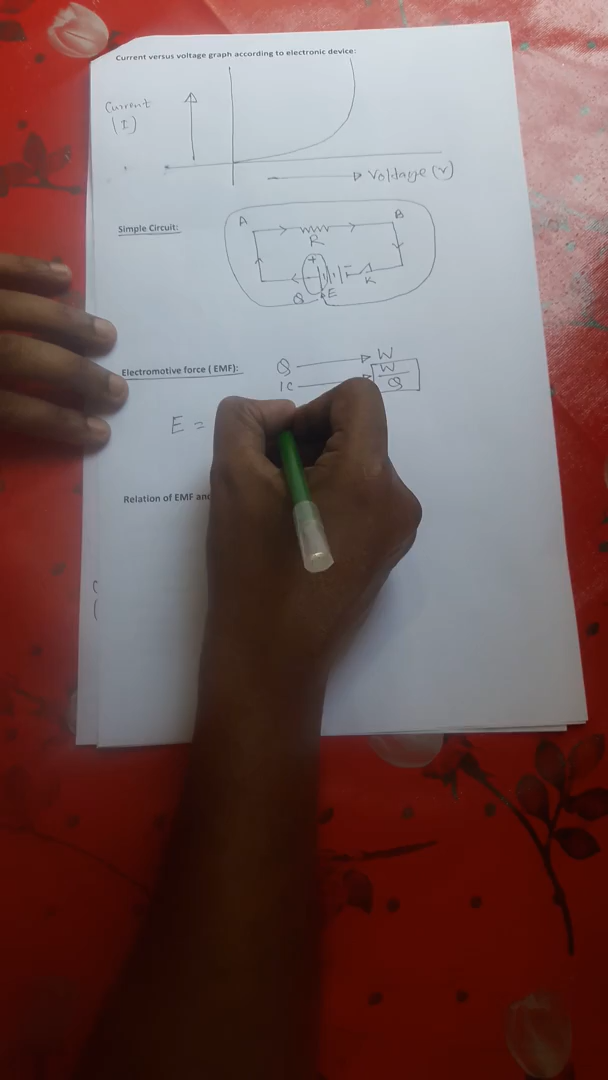 Current versus voltage graph according to electronic device:
Current
(I)
Voltage (V)
Simple Circuit:
A
B
R
+
K
Q
E
Electromotive force ( EMF):
Q
W
1C
W
Q
E =
Relation of EMF and